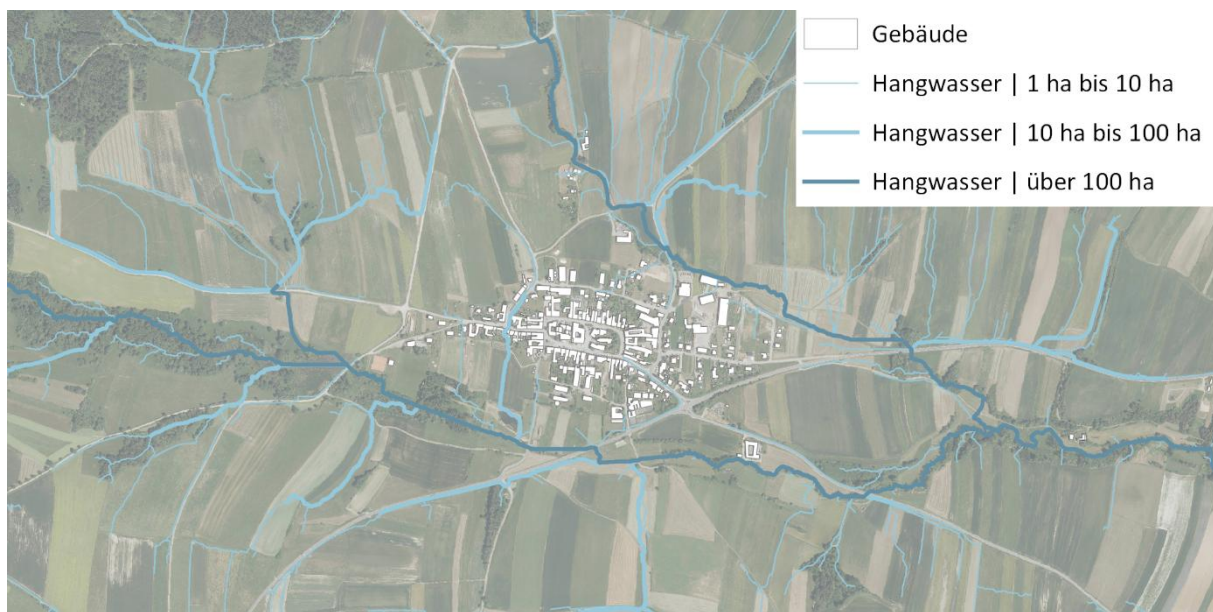 Gebäude
Hangwasser | 1 ha bis 10 ha
Hangwasser | 10 ha bis 100 ha
Hangwasser | über 100 ha